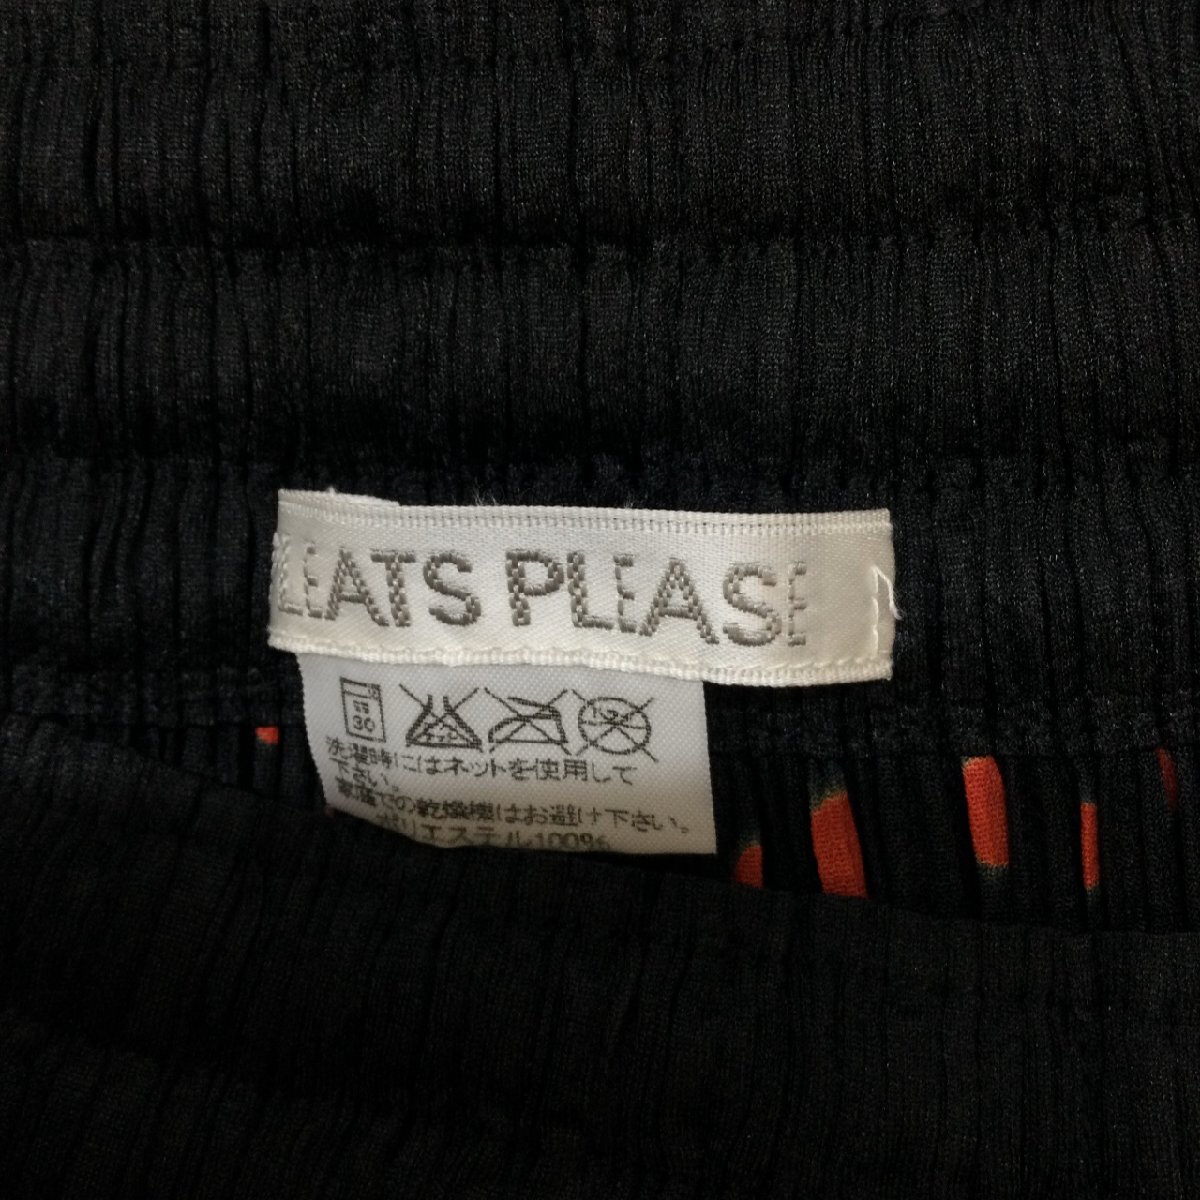 LEATS PLEASE
30
洗濯時にはネットを使用して
下さい。
家庭での乾燥機はお避け下さい。
ポリエステル100%